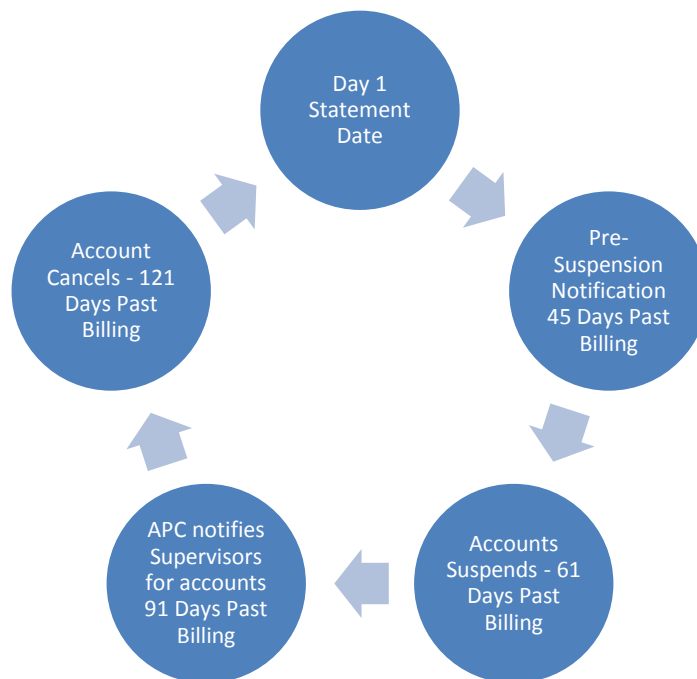 Day 1
Statement
Date
Pre-
Suspension
Notification
45 Days Past
Billing
Accounts
Suspends - 61
Days Past
Billing
APC notifies
Supervisors
for accounts
91 Days Past
Billing
Account
Cancels - 121
Days Past
Billing